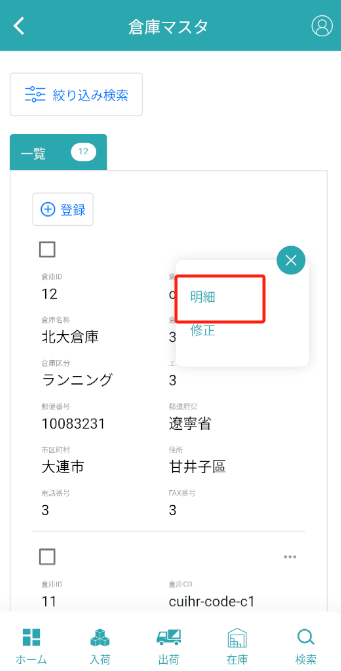 倉庫マスタ
絞り込み検索
一覧 12
登録
倉庫ID
12
明細
北大倉庫
修正
倉庫名称
3
倉庫区分
ランニング
3
郵便番号 都道府県
10083231 遼寧省
市区町村 住所
大連市 甘井子區
電話番号 FAX番号
3 3
倉庫ID 倉庫CD
11 cuihr-code-c1
ホーム 入荷 出荷 在庫 検索